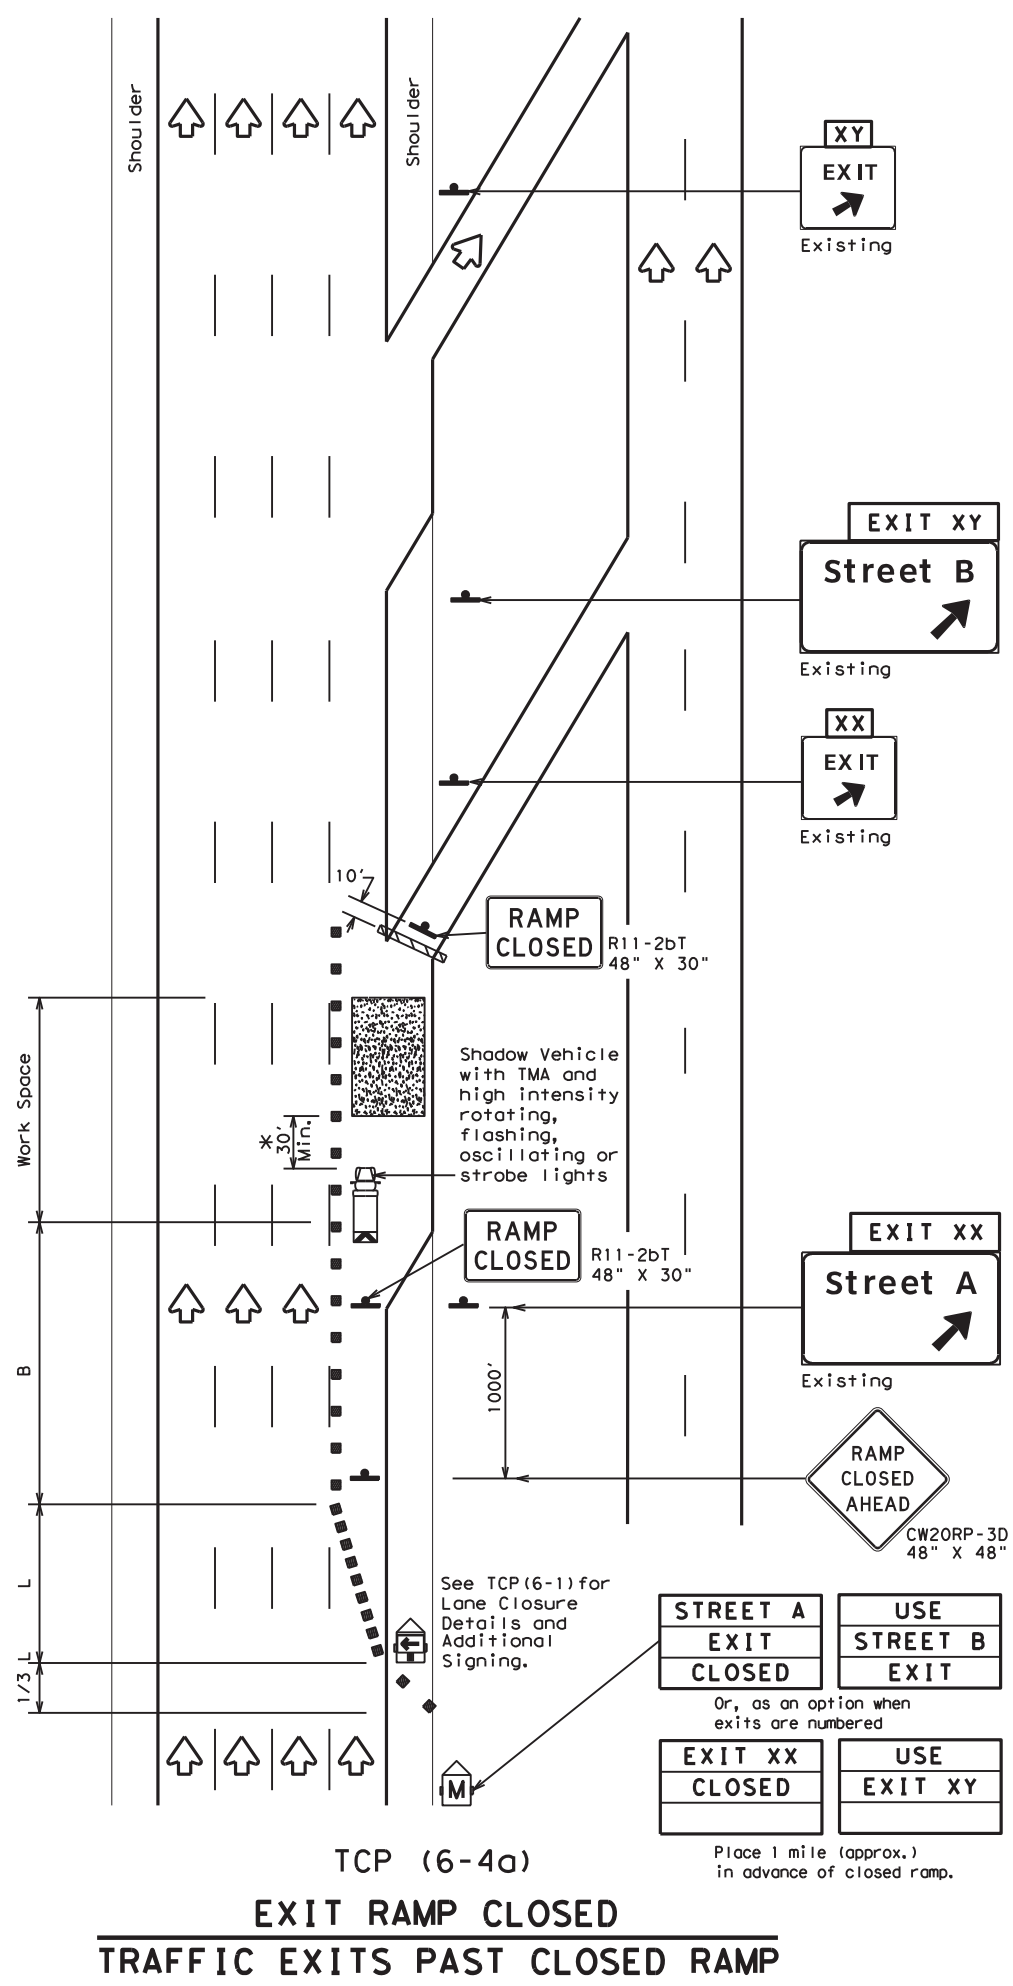 Shoulder
Shoulder
XY
EXIT
Existing
EXIT XY
Street B
Existing
XX
EXIT
Existing
10'
RAMP
CLOSED
R11-2bT
48" X 30"
Work Space
*
30'
Min.
Shadow Vehicle
with TMA and
high intensity
rotating,
flashing,
oscillating or
strobe lights
RAMP
CLOSED
R11-2bT
48" X 30"
EXIT XX
Street A
Existing
B
1000'
RAMP
CLOSED
AHEAD
CW20RP-3D
48" X 48"
L
See TCP(6-1)for
Lane Closure
Details and
Additional
Signing.
1/3 L
STREET A
EXIT
CLOSED
USE
STREET B
EXIT
Or, as an option when
exits are numbered
EXIT XX
CLOSED
USE
EXIT XY
M
Place 1 mile (approx.)
in advance of closed ramp.
TCP (6-4a)
EXIT RAMP CLOSED
TRAFFIC EXITS PAST CLOSED RAMP